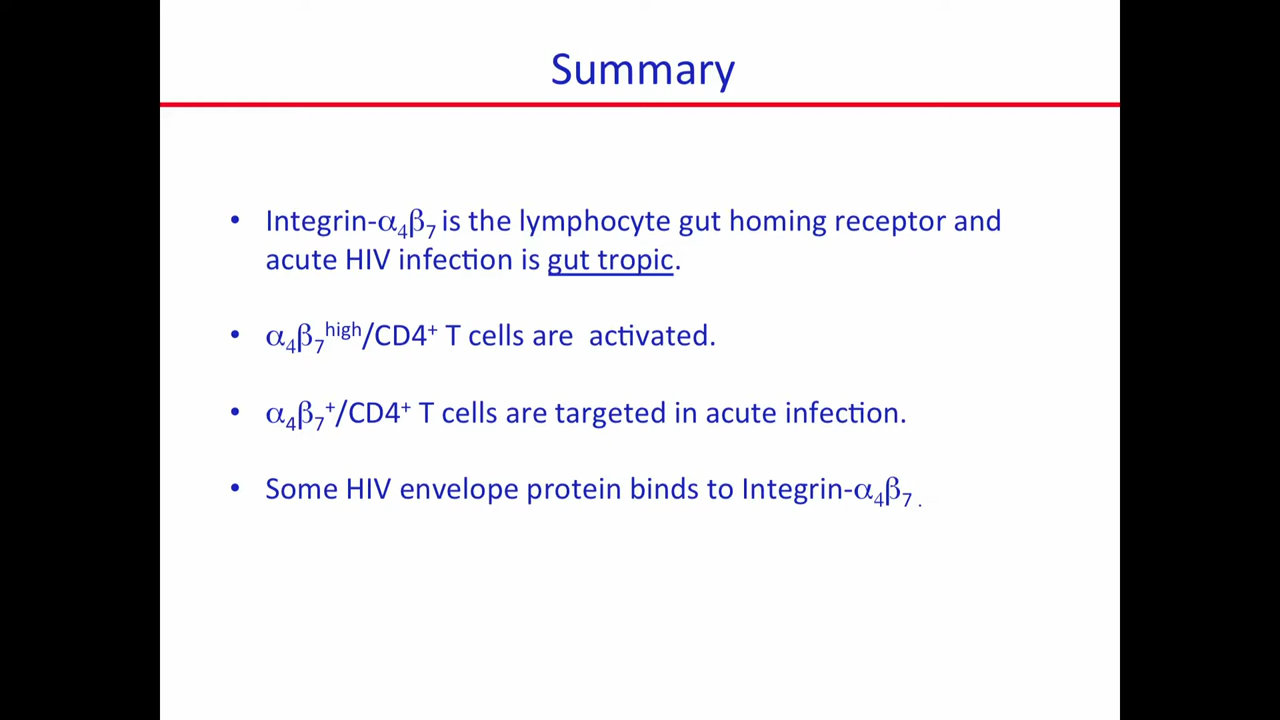 Summary
• Integrin-α₄β₇ is the lymphocyte gut homing receptor and
acute HIV infection is gut tropic.
• α₄β₇ʰⁱᵍʰ/CD4⁺ T cells are activated.
• α₄β₇⁺/CD4⁺ T cells are targeted in acute infection.
• Some HIV envelope protein binds to Integrin-α₄β₇ .